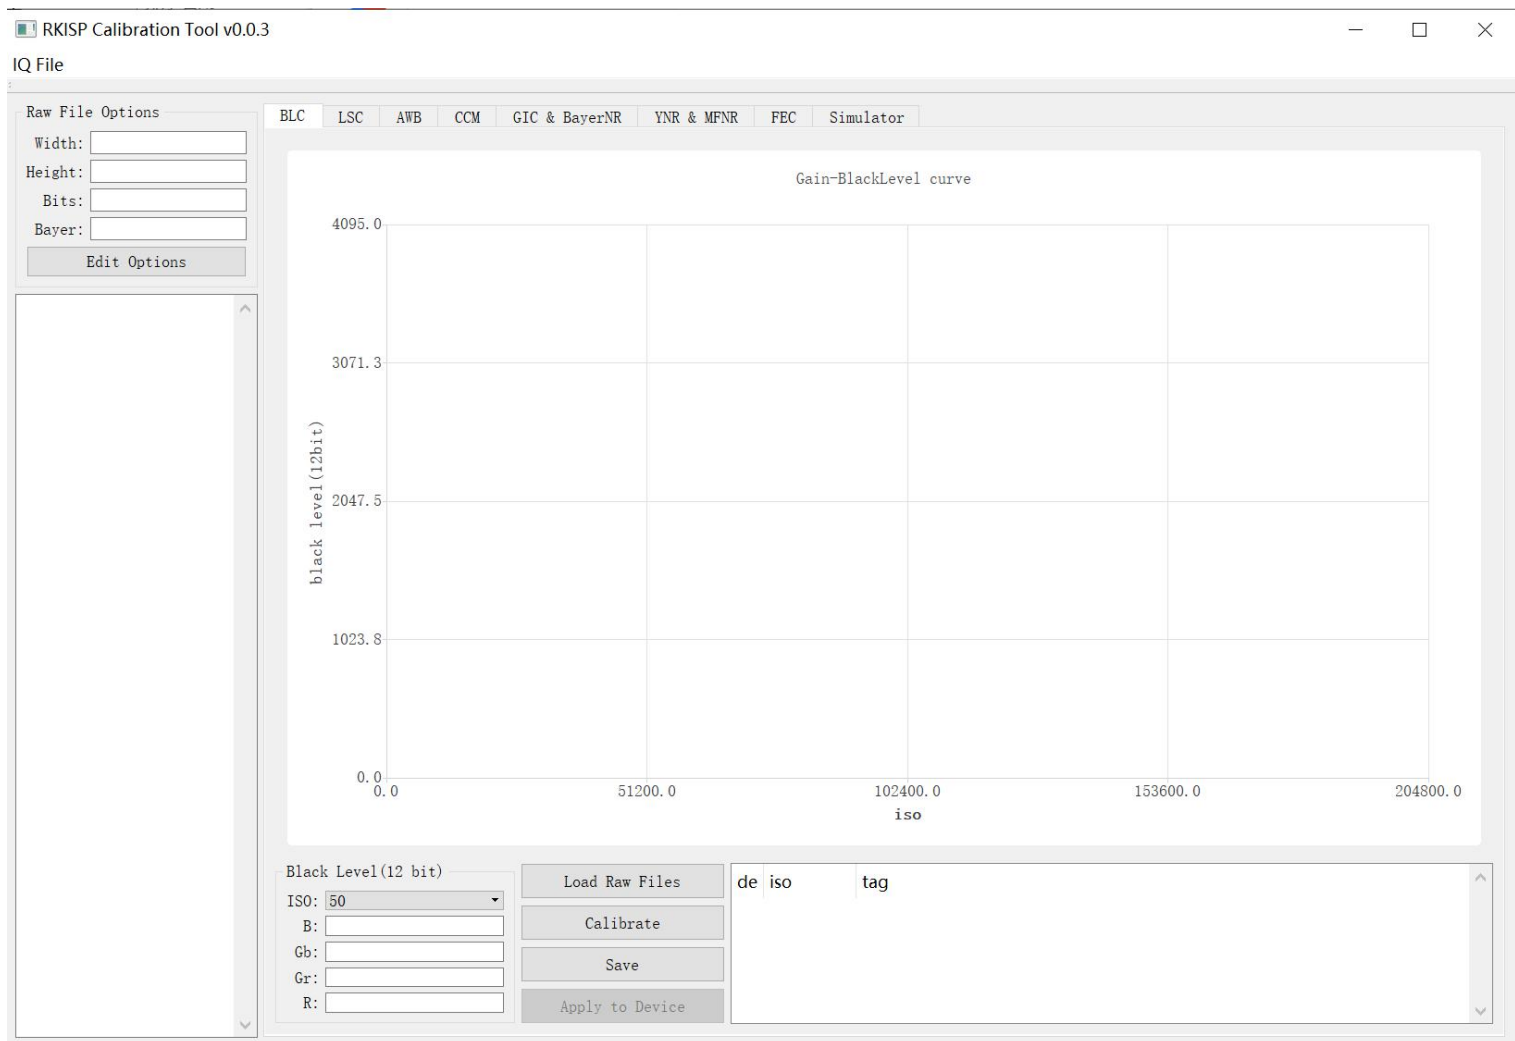 RKISP Calibration Tool v0.0.3
IQ File
Raw File Options
Width:
Height:
Bits:
Bayer:
Edit Options
BLC LSC AWB CCM GIC & BayerNR YNR & MFNR FEC Simulator
Gain-BlackLevel curve
4095.0
3071.3
2047.5
1023.8
0.0
black level(12bit)
0.0 51200.0 102400.0 153600.0 204800.0
iso
Black Level(12 bit)
ISO: 50
B:
Gb:
Gr:
R:
Load Raw Files
Calibrate
Save
Apply to Device
de iso tag